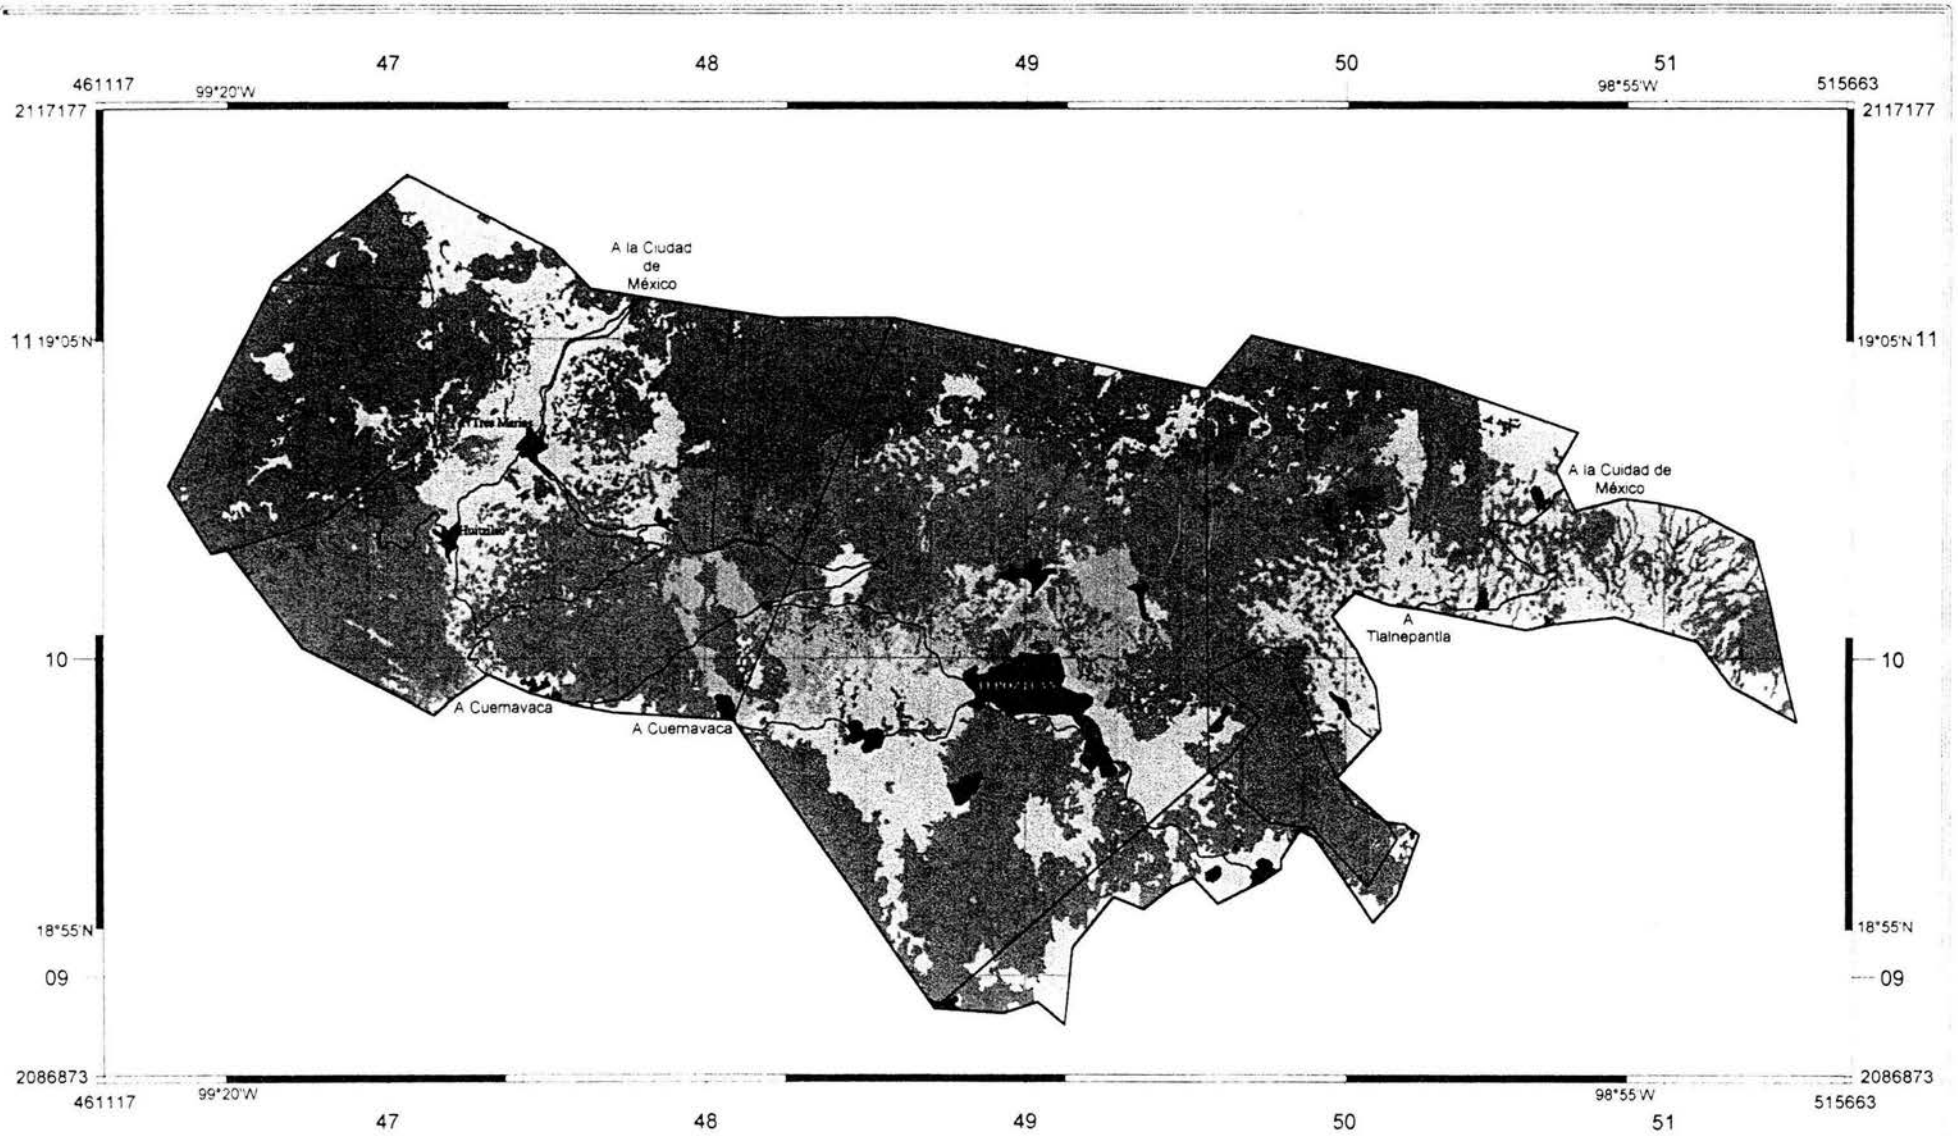 47 48 49 50 51
461117 99°20'W 98°55'W 515663
2117177 2117177
A la Ciudad
de
México
11 19°05'N 19°05'N 11
Tres Marias
A la Cuidad de
México
Huitzilac
A
Tlalnepantla
10 10
A Cuernavaca
A Cuernavaca
18°55'N 18°55'N
09 09
2086873 2086873
461117 99°20'W 98°55'W 515663
47 48 49 50 51